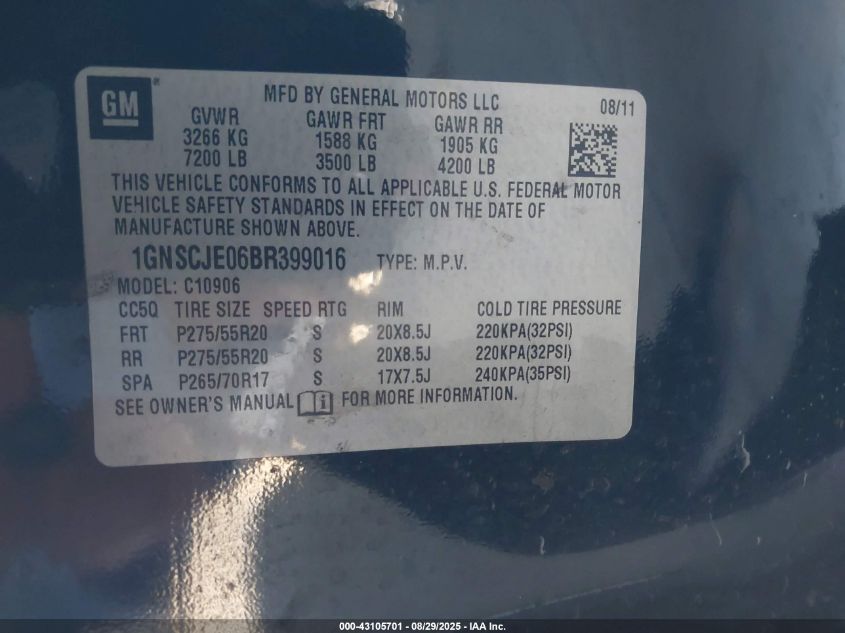 GM
MFD BY GENERAL MOTORS LLC 08/11
GVWR GAWR FRT GAWR RR
3266 KG 1588 KG 1905 KG
7200 LB 3500 LB 4200 LB
THIS VEHICLE CONFORMS TO ALL APPLICABLE U.S. FEDERAL MOTOR
VEHICLE SAFETY STANDARDS IN EFFECT ON THE DATE OF
MANUFACTURE SHOWN ABOVE.
1GNSCJE06BR399016 TYPE: M.P.V.
MODEL: C10906
CC5Q TIRE SIZE SPEED RTG RIM COLD TIRE PRESSURE
FRT P275/55R20 S 20X8.5J 220KPA(32PSI)
RR P275/55R20 S 20X8.5J 220KPA(32PSI)
SPA P265/70R17 S 17X7.5J 240KPA(35PSI)
SEE OWNER'S MANUAL i FOR MORE INFORMATION.
000-43105701 - 08/29/2025 - IAA Inc.